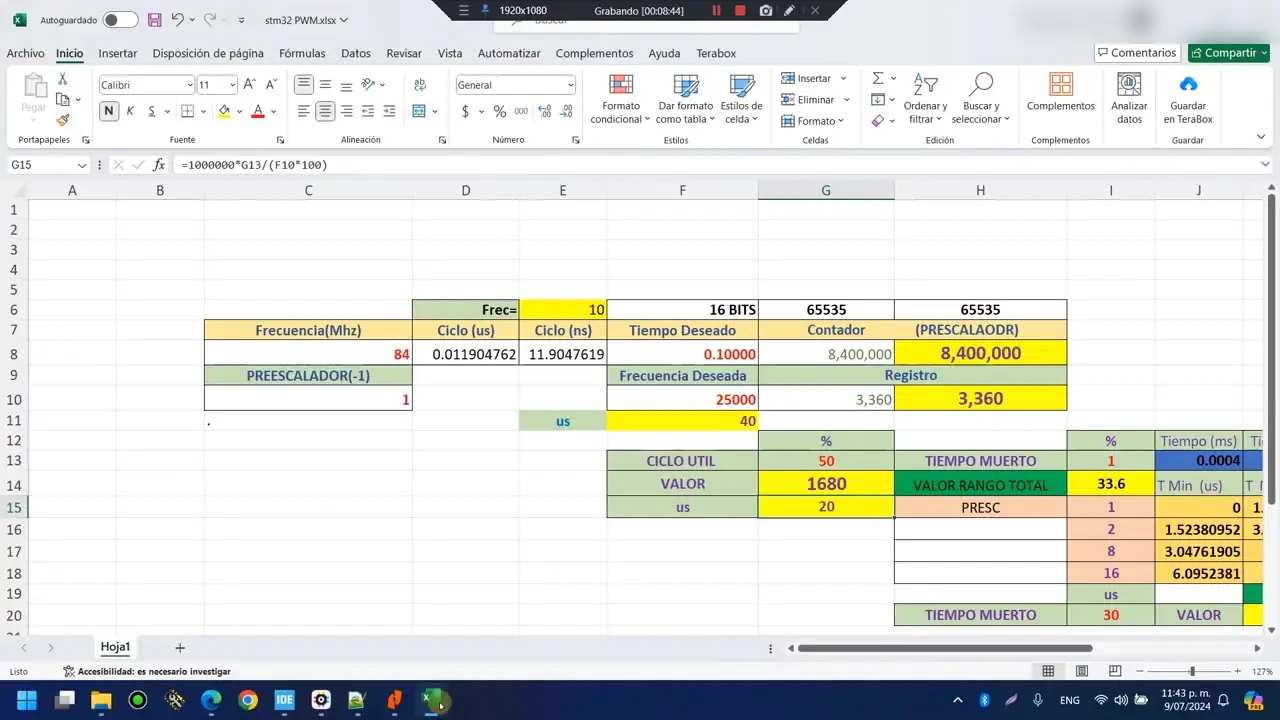 1920x1080 Grabando [00:08:44]
Autoguardado stm32 PWM.xlsx Buscar
Archivo Inicio Insertar Disposición de página Fórmulas Datos Revisar Vista Automatizar Complementos Ayuda Terabox Comentarios Compartir
Pegar Calibri 11 General Insertar Eliminar Formato
N K S $ % 000
Formato condicional Dar formato como tabla Estilos de celda Ordenar y filtrar Buscar y seleccionar Complementos Analizar datos Guardar en TeraBox
Portapapeles Fuente Alineación Número Estilos Celdas Edición Complementos Guardar
G15 fx =1000000*G13/(F10*100)
A B C D E F G H I J
1
2
3
4
5
6 Frec= 10 16 BITS 65535 65535
7 Frecuencia(Mhz) Ciclo (us) Ciclo (ns) Tiempo Deseado Contador (PRESCALAODR)
8 84 0.011904762 11.9047619 0.10000 8,400,000 8,400,000
9 PREESCALADOR(-1) Frecuencia Deseada Registro
10 1 25000 3,360 3,360
11 . us 40
12 % % Tiempo (ms)
13 CICLO UTIL 50 TIEMPO MUERTO 1 0.0004
14 VALOR 1680 VALOR RANGO TOTAL 33.6 T Min (us) T
15 us 20 PRESC 1 0 1.
16 2 1.52380952 3.
17 8 3.04761905
18 16 6.0952381
19 us
20 TIEMPO MUERTO 30 VALOR
Hoja1
Listo Accesibilidad: es necesario investigar 127%
IDE ENG 11:43 p. m.
9/07/2024